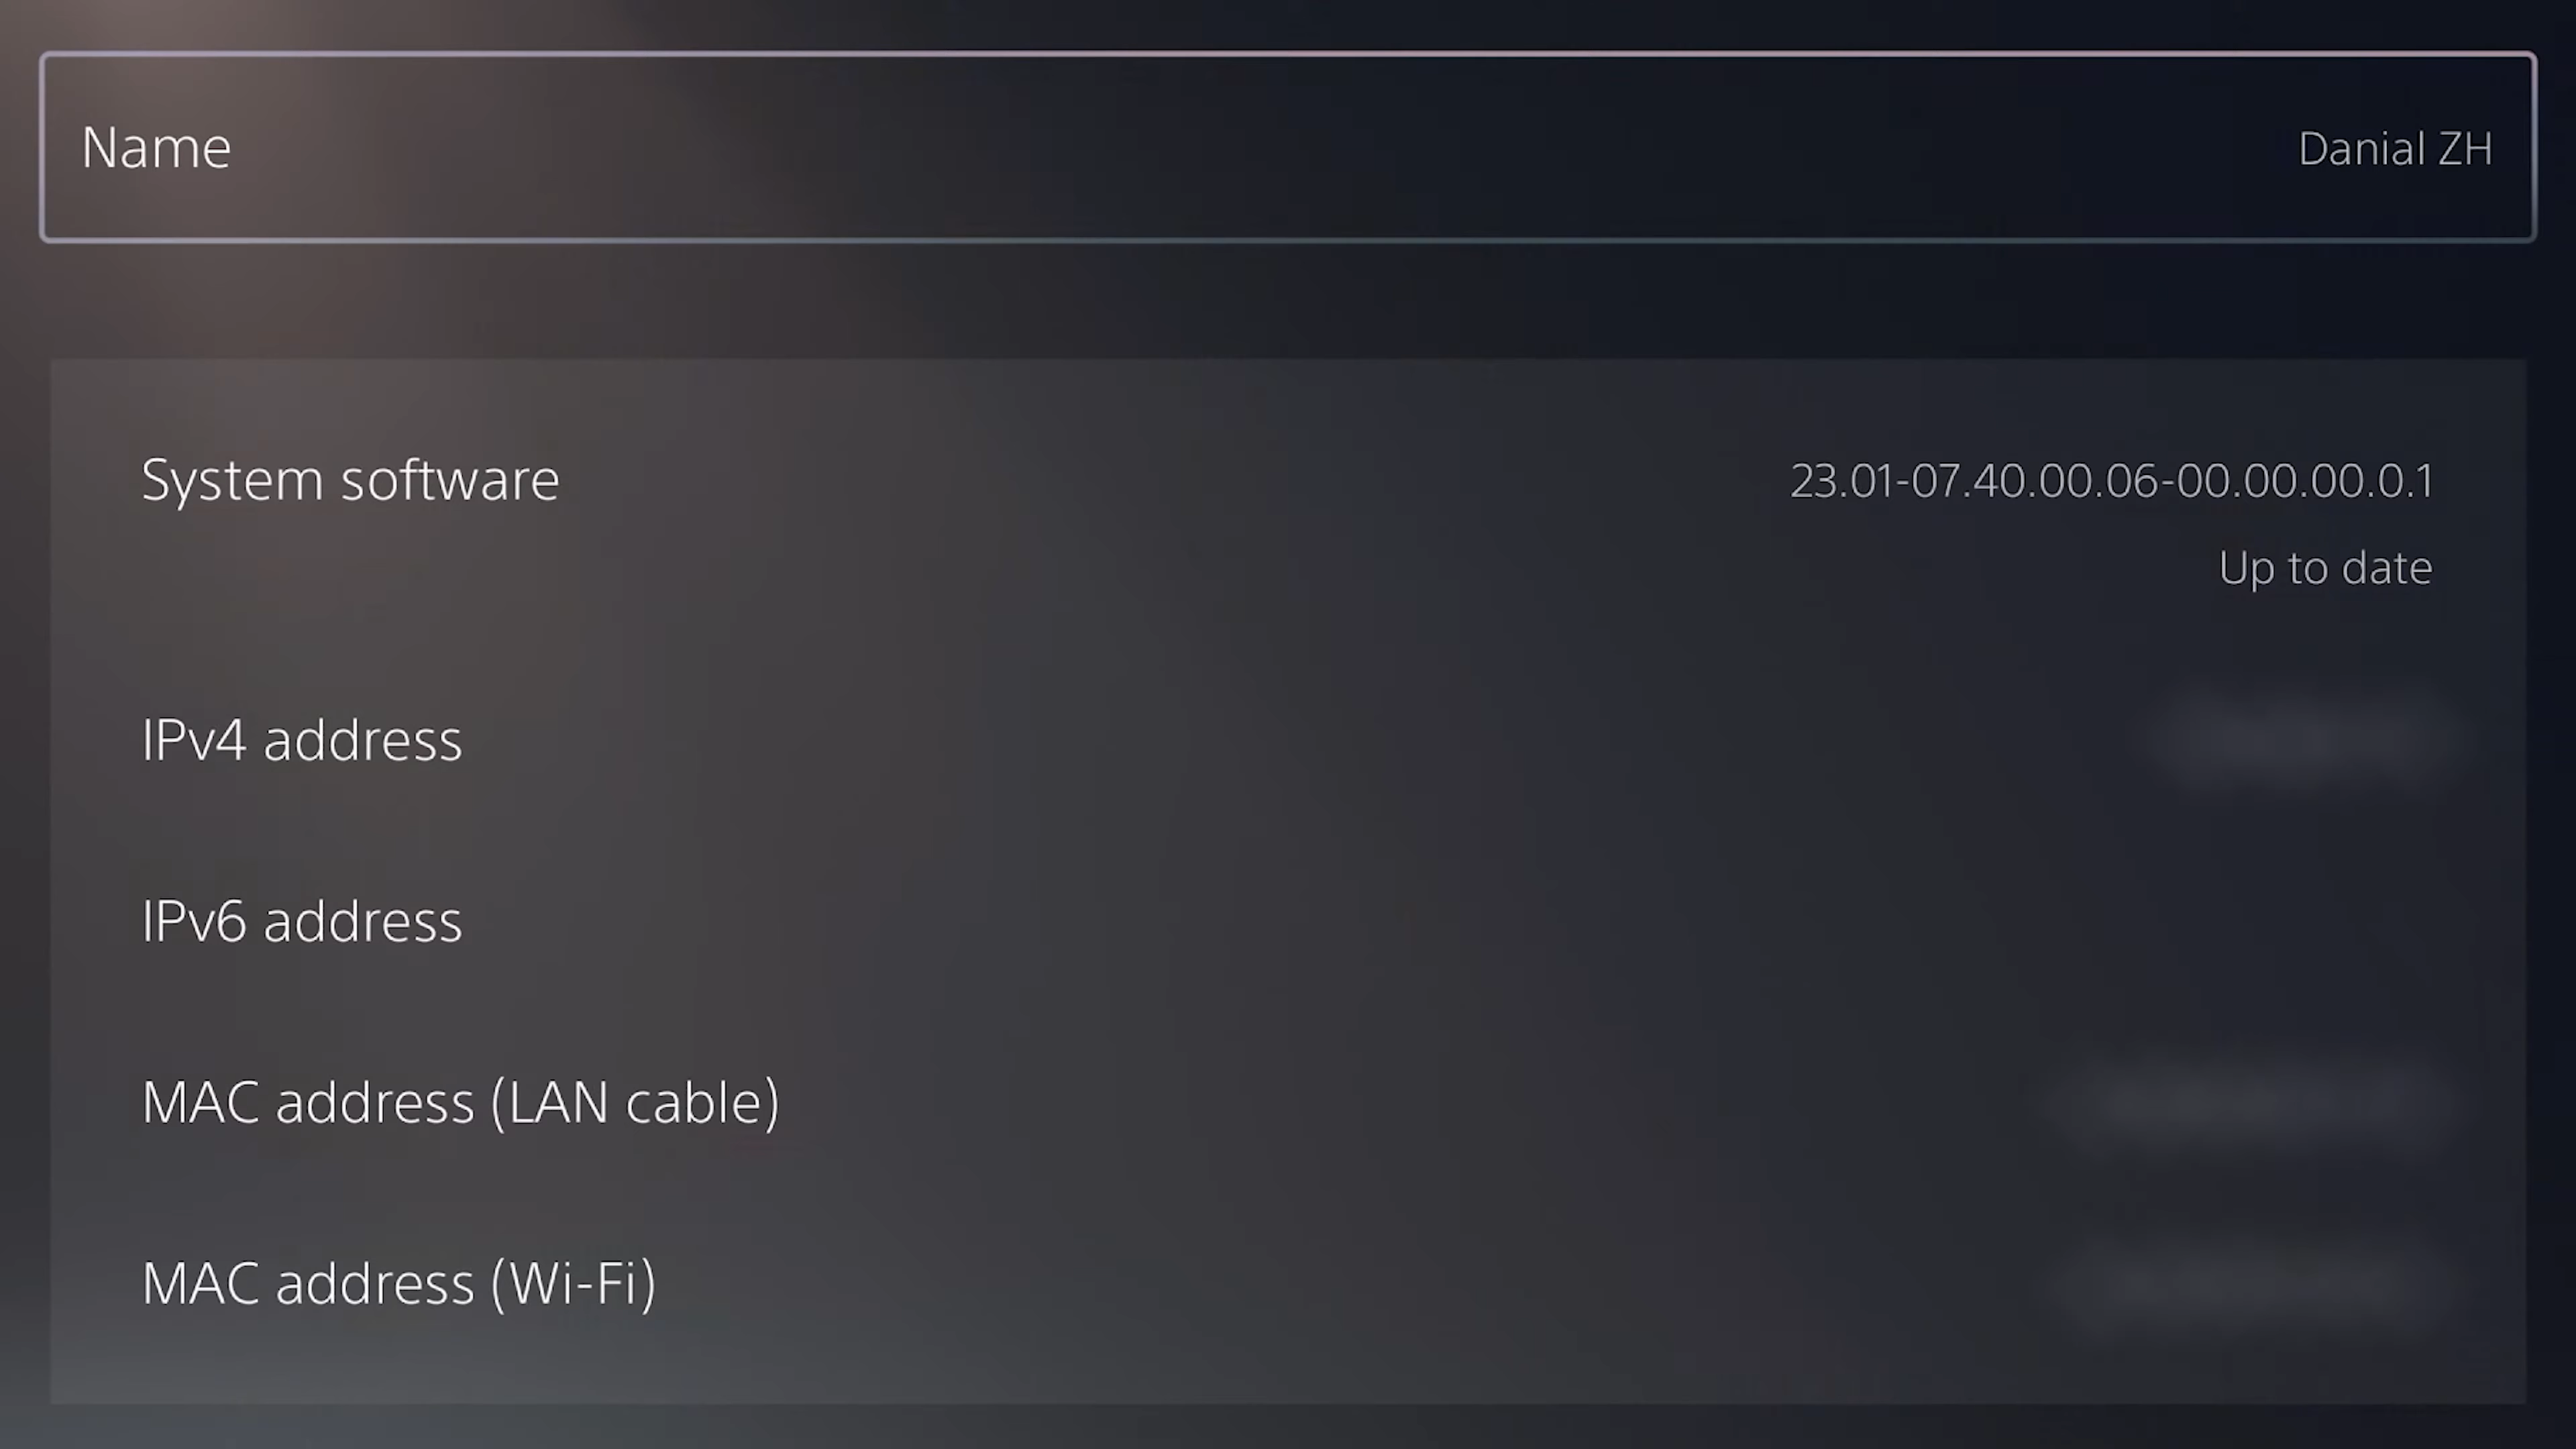 Name
Danial ZH
System software
23.01-07.40.00.06-00.00.00.0.1
Up to date
IPv4 address
IPv6 address
MAC address (LAN cable)
MAC address (Wi-Fi)